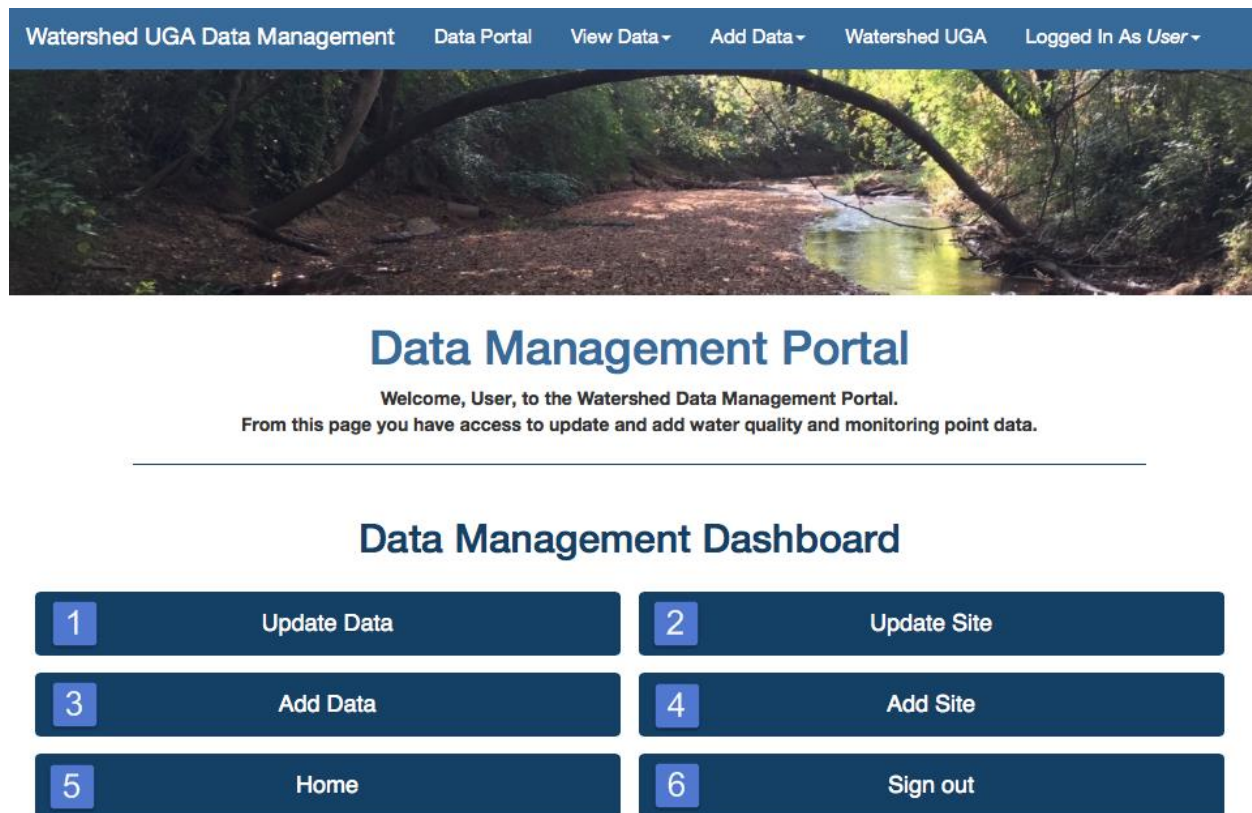 Watershed UGA Data Management Data Portal View Data Add Data Watershed UGA Logged In As User
Data Management Portal
Welcome, User, to the Watershed Data Management Portal.
From this page you have access to update and add water quality and monitoring point data.
Data Management Dashboard
1 Update Data
2 Update Site
3 Add Data
4 Add Site
5 Home
6 Sign out